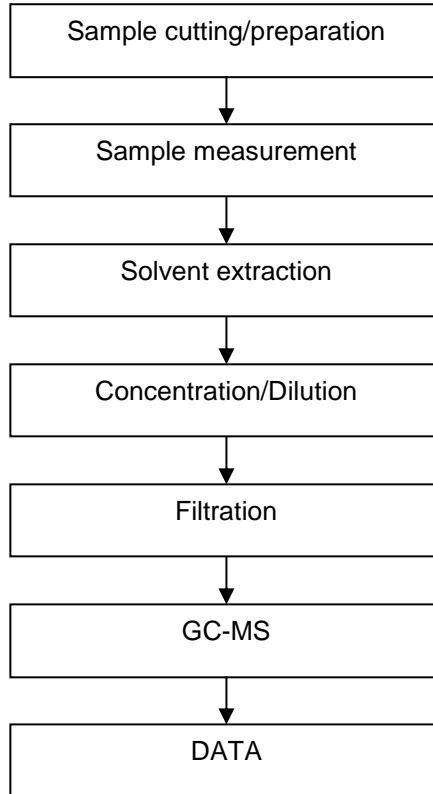 Sample cutting/preparation
Sample measurement
Solvent extraction
Concentration/Dilution
Filtration
GC-MS
DATA